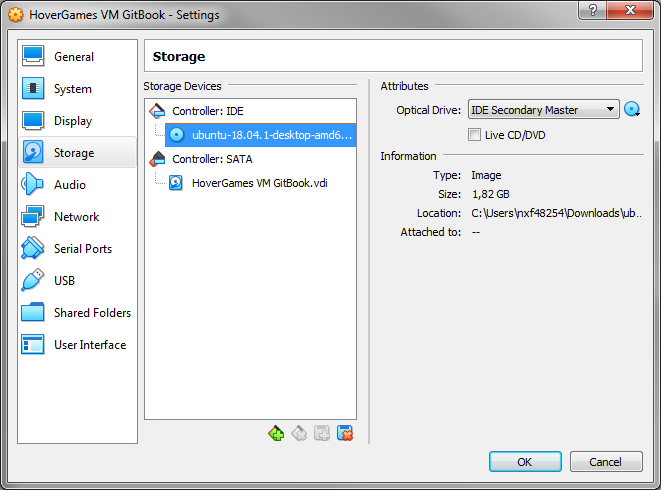 HoverGames VM GitBook - Settings
General
System
Display
Storage
Audio
Network
Serial Ports
USB
Shared Folders
User Interface
Storage
Storage Devices
Controller: IDE
ubuntu-18.04.1-desktop-amd6...
Controller: SATA
HoverGames VM GitBook.vdi
Attributes
Optical Drive: IDE Secondary Master
Live CD/DVD
Information
Type: Image
Size: 1,82 GB
Location: C:\Users\nxf48254\Downloads\ub...
Attached to: --
OK Cancel